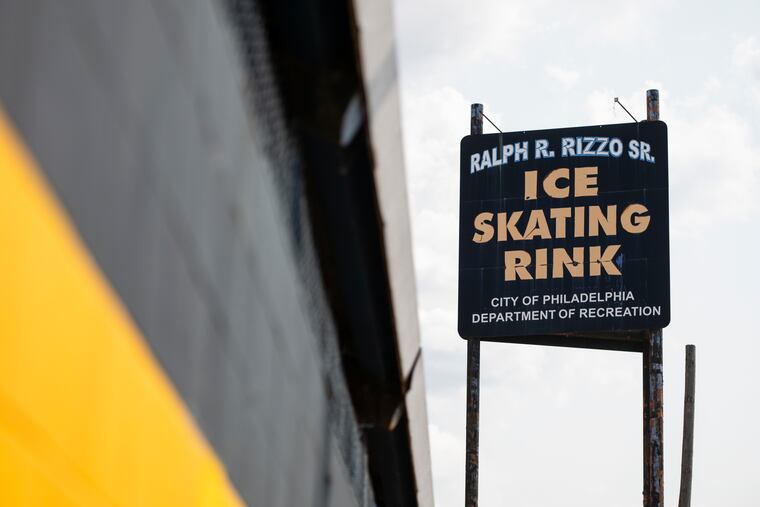 RALPH R. RIZZO SR.
ICE
SKATING
RINK
CITY OF PHILADELPHIA
DEPARTMENT OF RECREATION